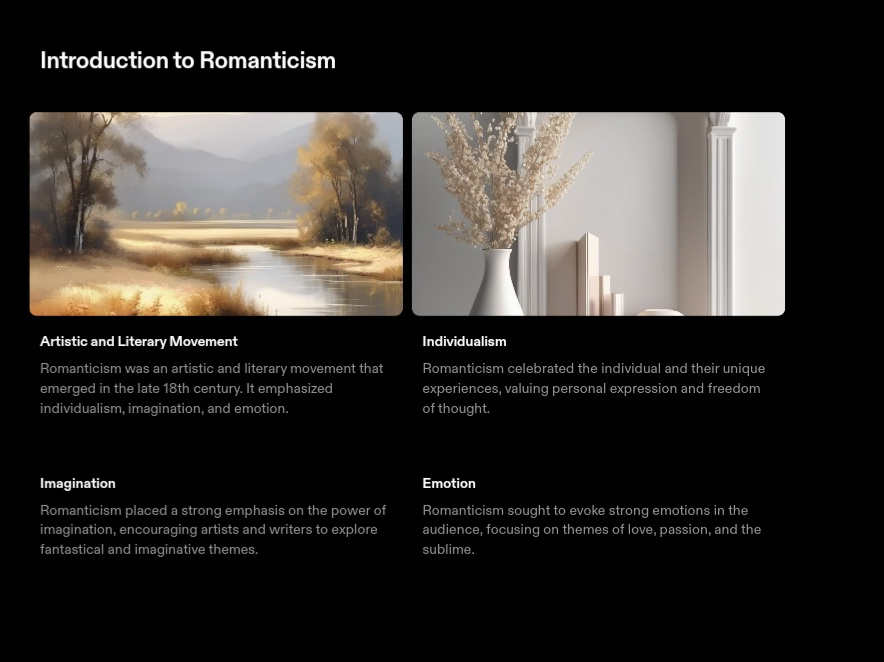 Introduction to Romanticism
Artistic and Literary Movement
Romanticism was an artistic and literary movement that
emerged in the late 18th century. It emphasized
individualism, imagination, and emotion.
Individualism
Romanticism celebrated the individual and their unique
experiences, valuing personal expression and freedom
of thought.
Imagination
Romanticism placed a strong emphasis on the power of
imagination, encouraging artists and writers to explore
fantastical and imaginative themes.
Emotion
Romanticism sought to evoke strong emotions in the
audience, focusing on themes of love, passion, and the
sublime.